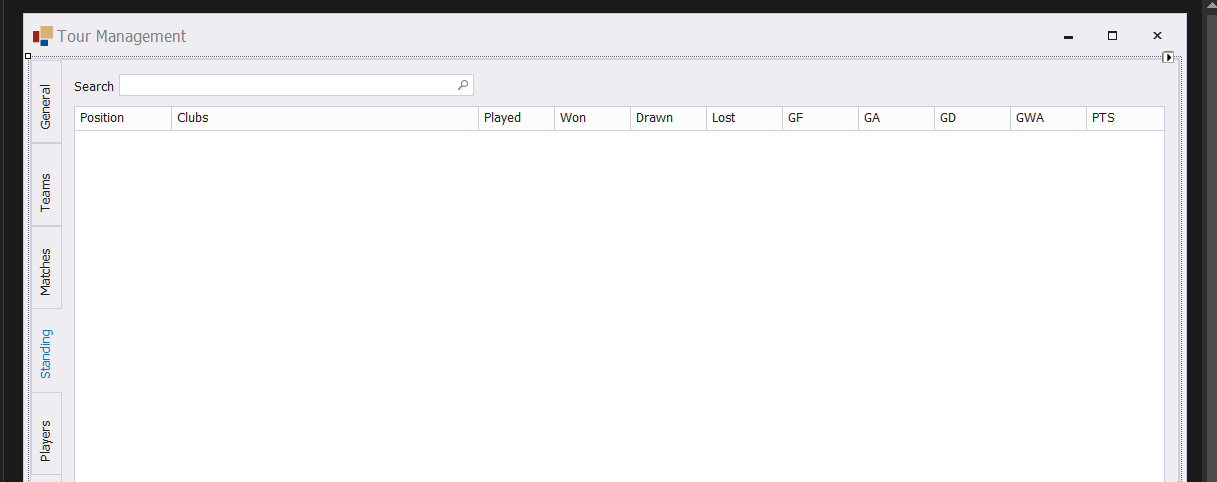 Tour Management
General
Teams
Matches
Standing
Players
Search
Position Clubs Played Won Drawn Lost GF GA GD GWA PTS